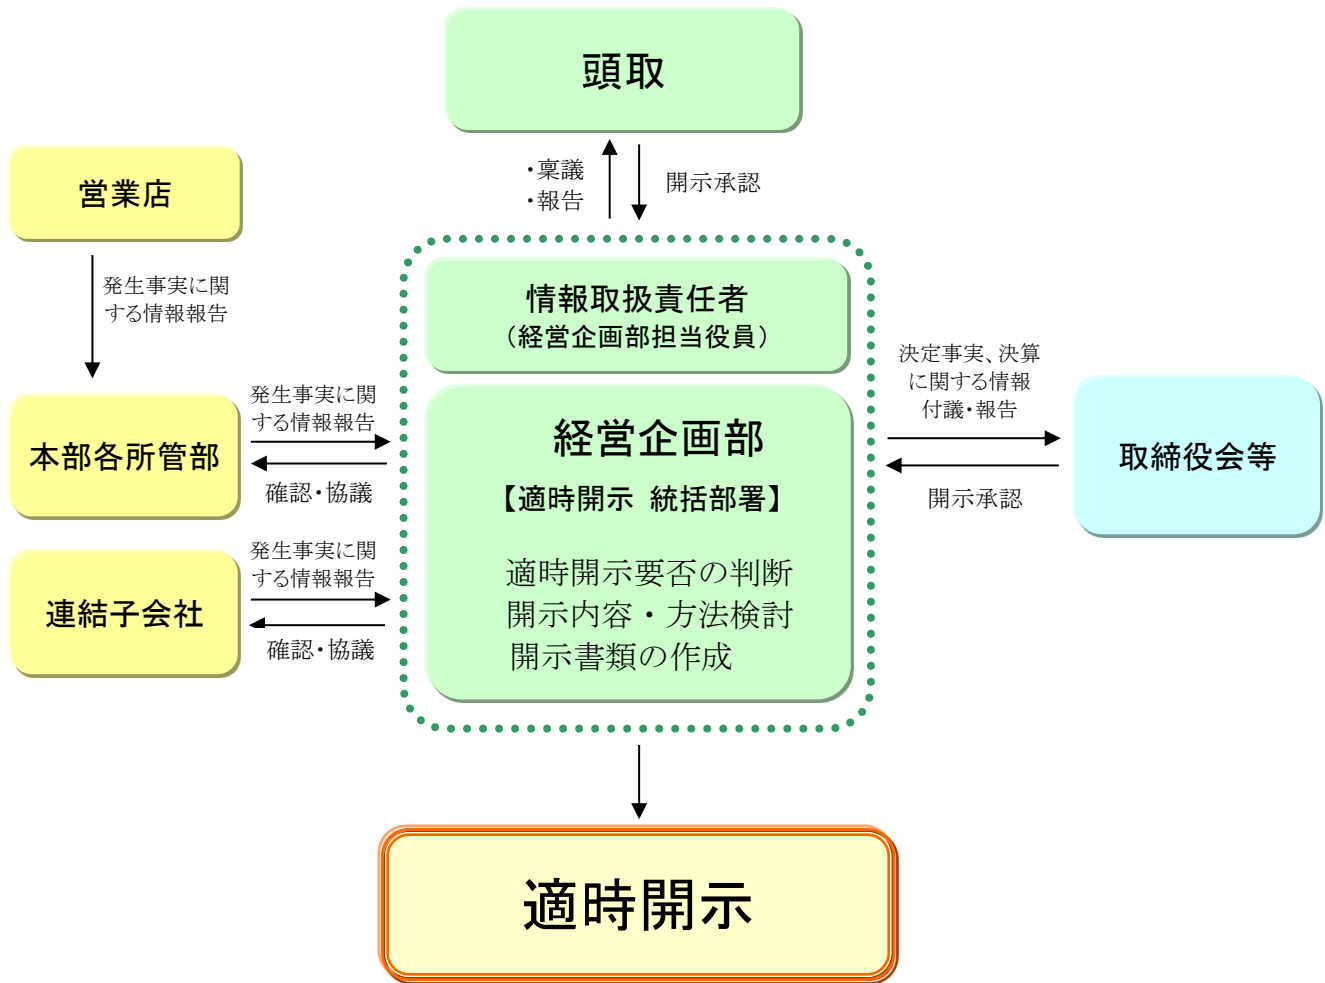 頭取
・稟議
・報告
開示承認
営業店
発生事実に関
する情報報告
情報取扱責任者
（経営企画部担当役員）
決定事実、決算
に関する情報
付議・報告
発生事実に関
する情報報告
本部各所管部
確認・協議
経営企画部
【適時開示 統括部署】
適時開示要否の判断
開示内容・方法検討
開示書類の作成
取締役会等
開示承認
発生事実に関
する情報報告
連結子会社
確認・協議
適時開示